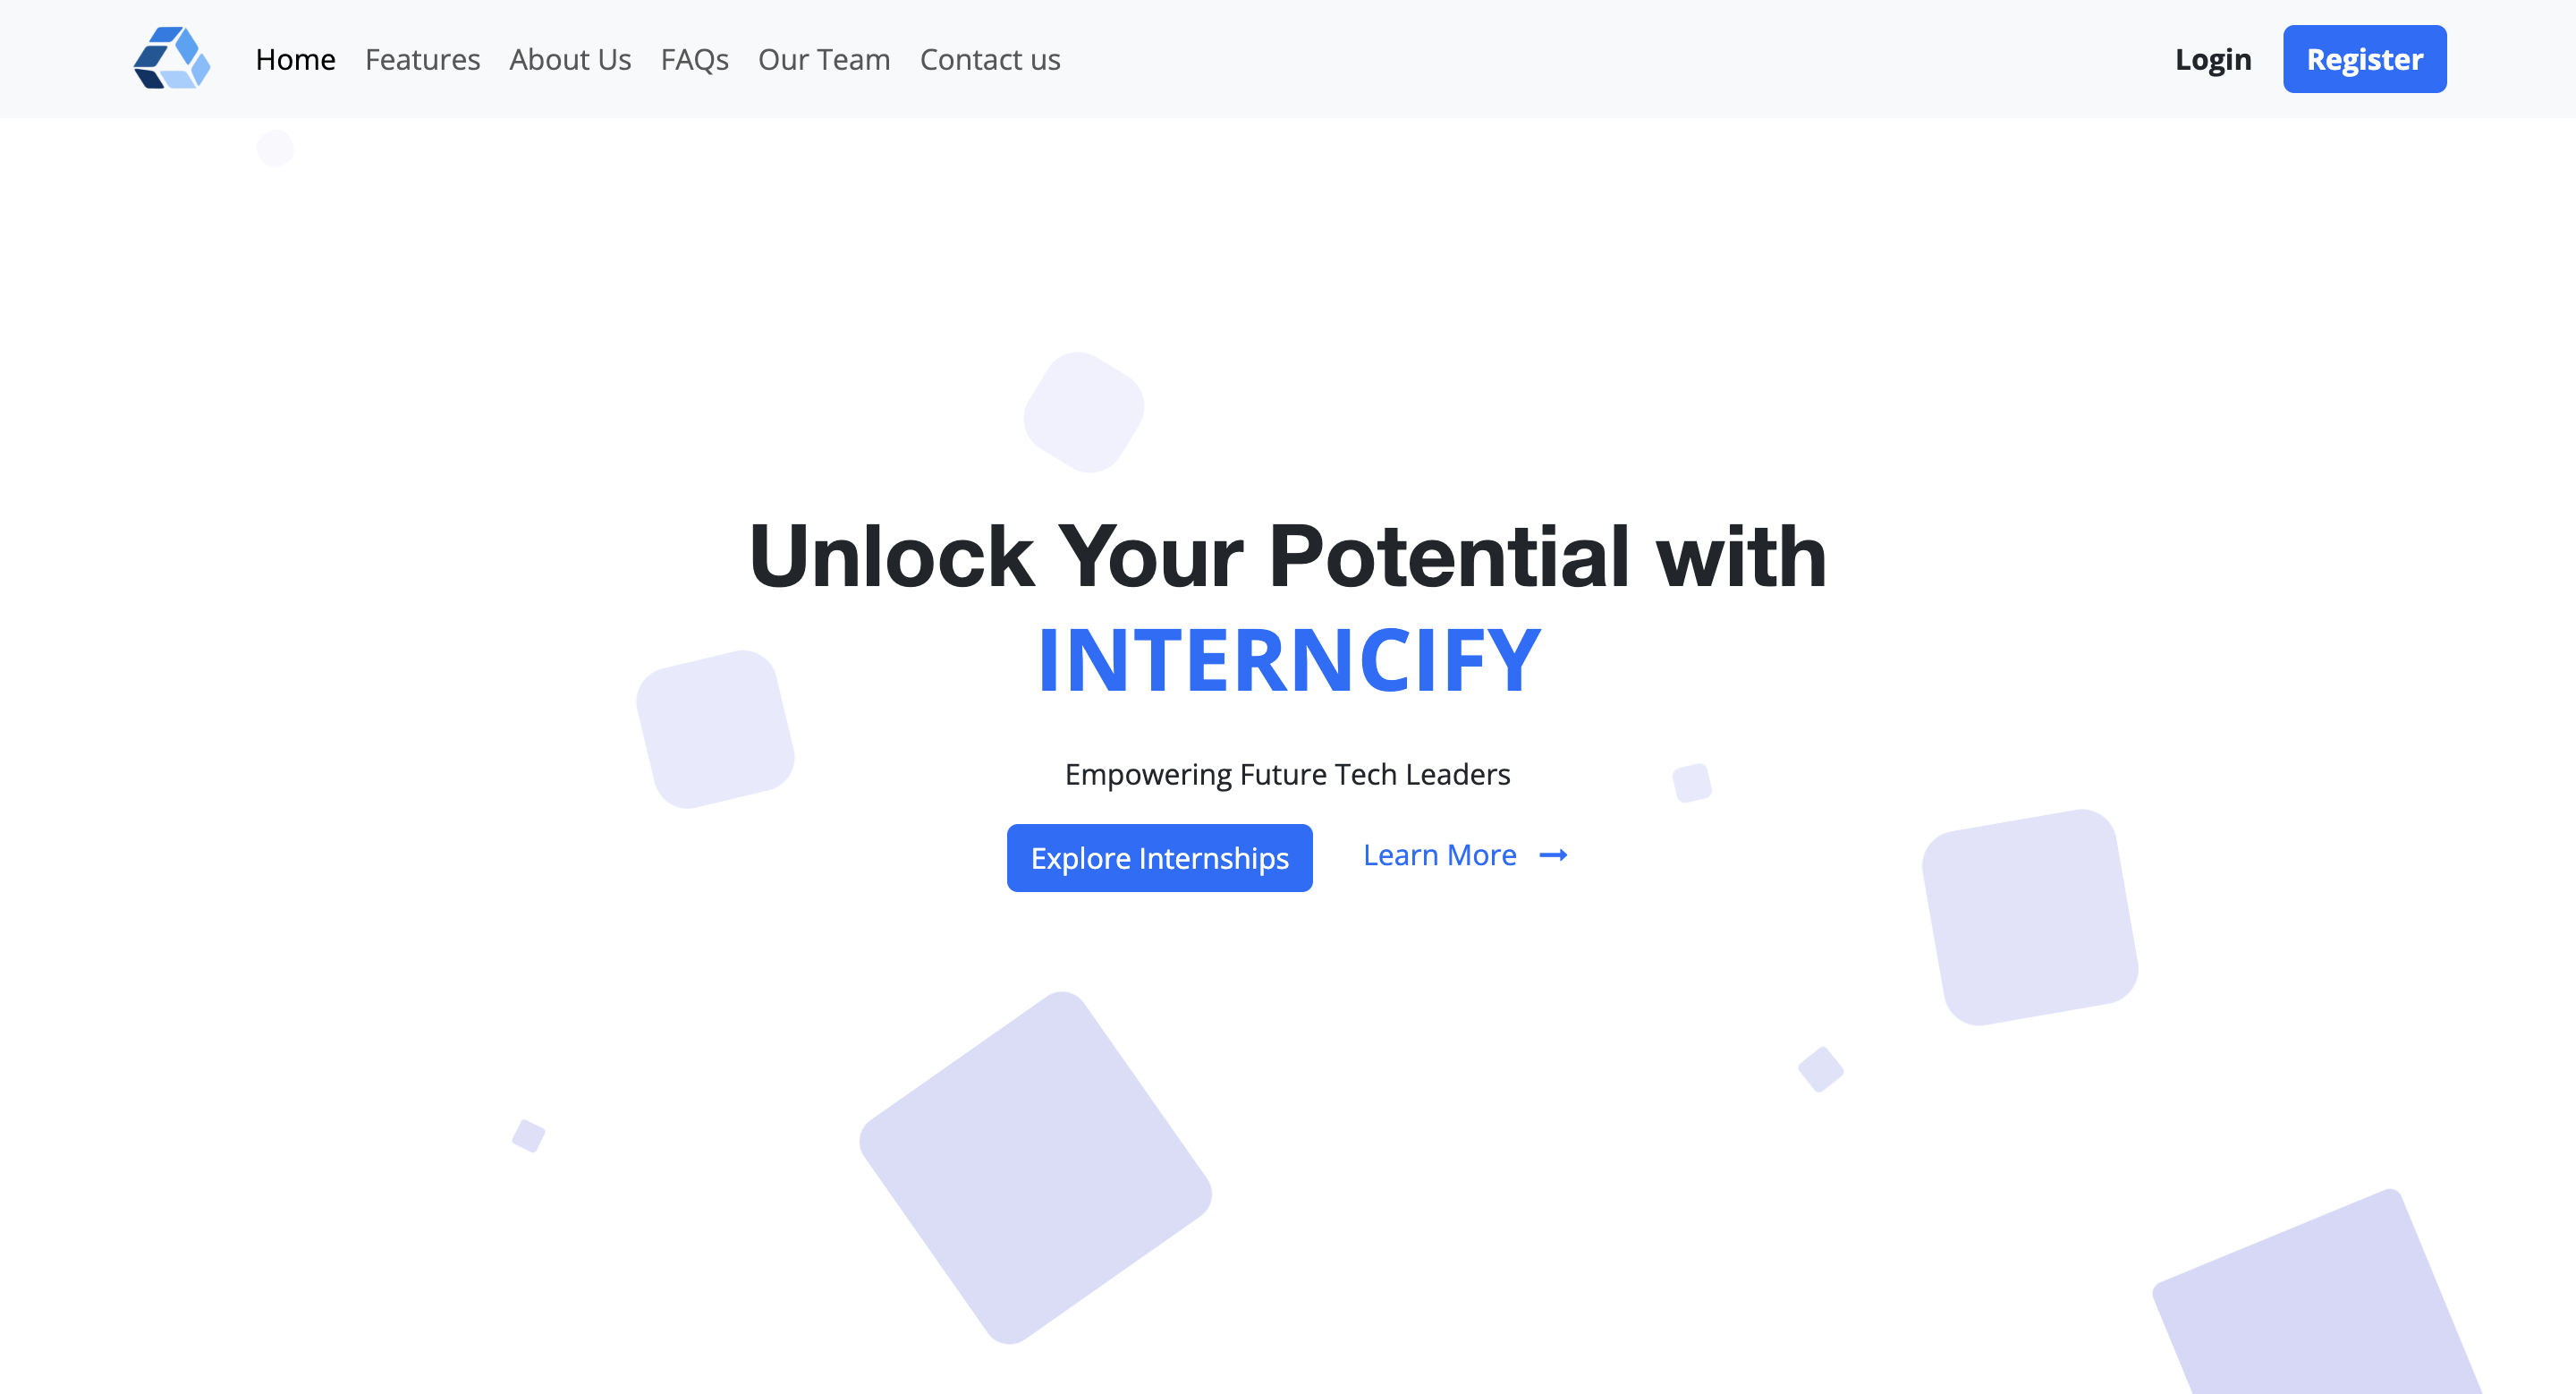 Home Features About Us FAQs Our Team Contact us Login Register
Unlock Your Potential with
INTERNCIFY
Empowering Future Tech Leaders
Explore Internships Learn More